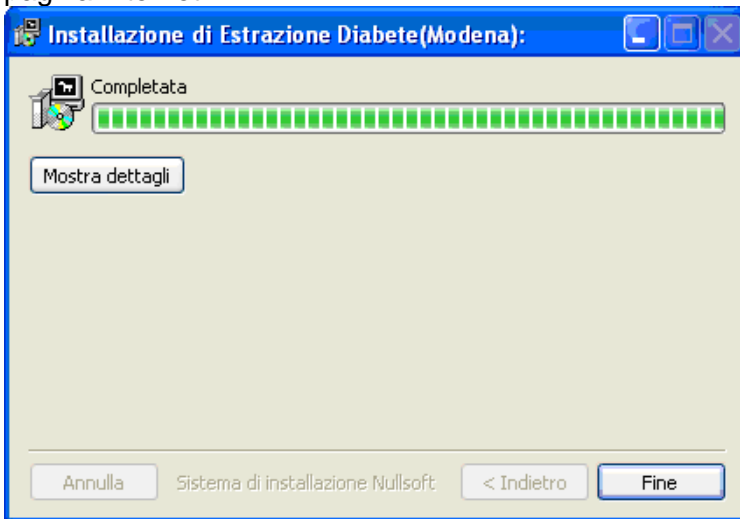 Installazione di Estrazione Diabete(Modena):
Completata
Mostra dettagli
Annulla
Sistema di installazione Nullsoft
< Indietro
Fine